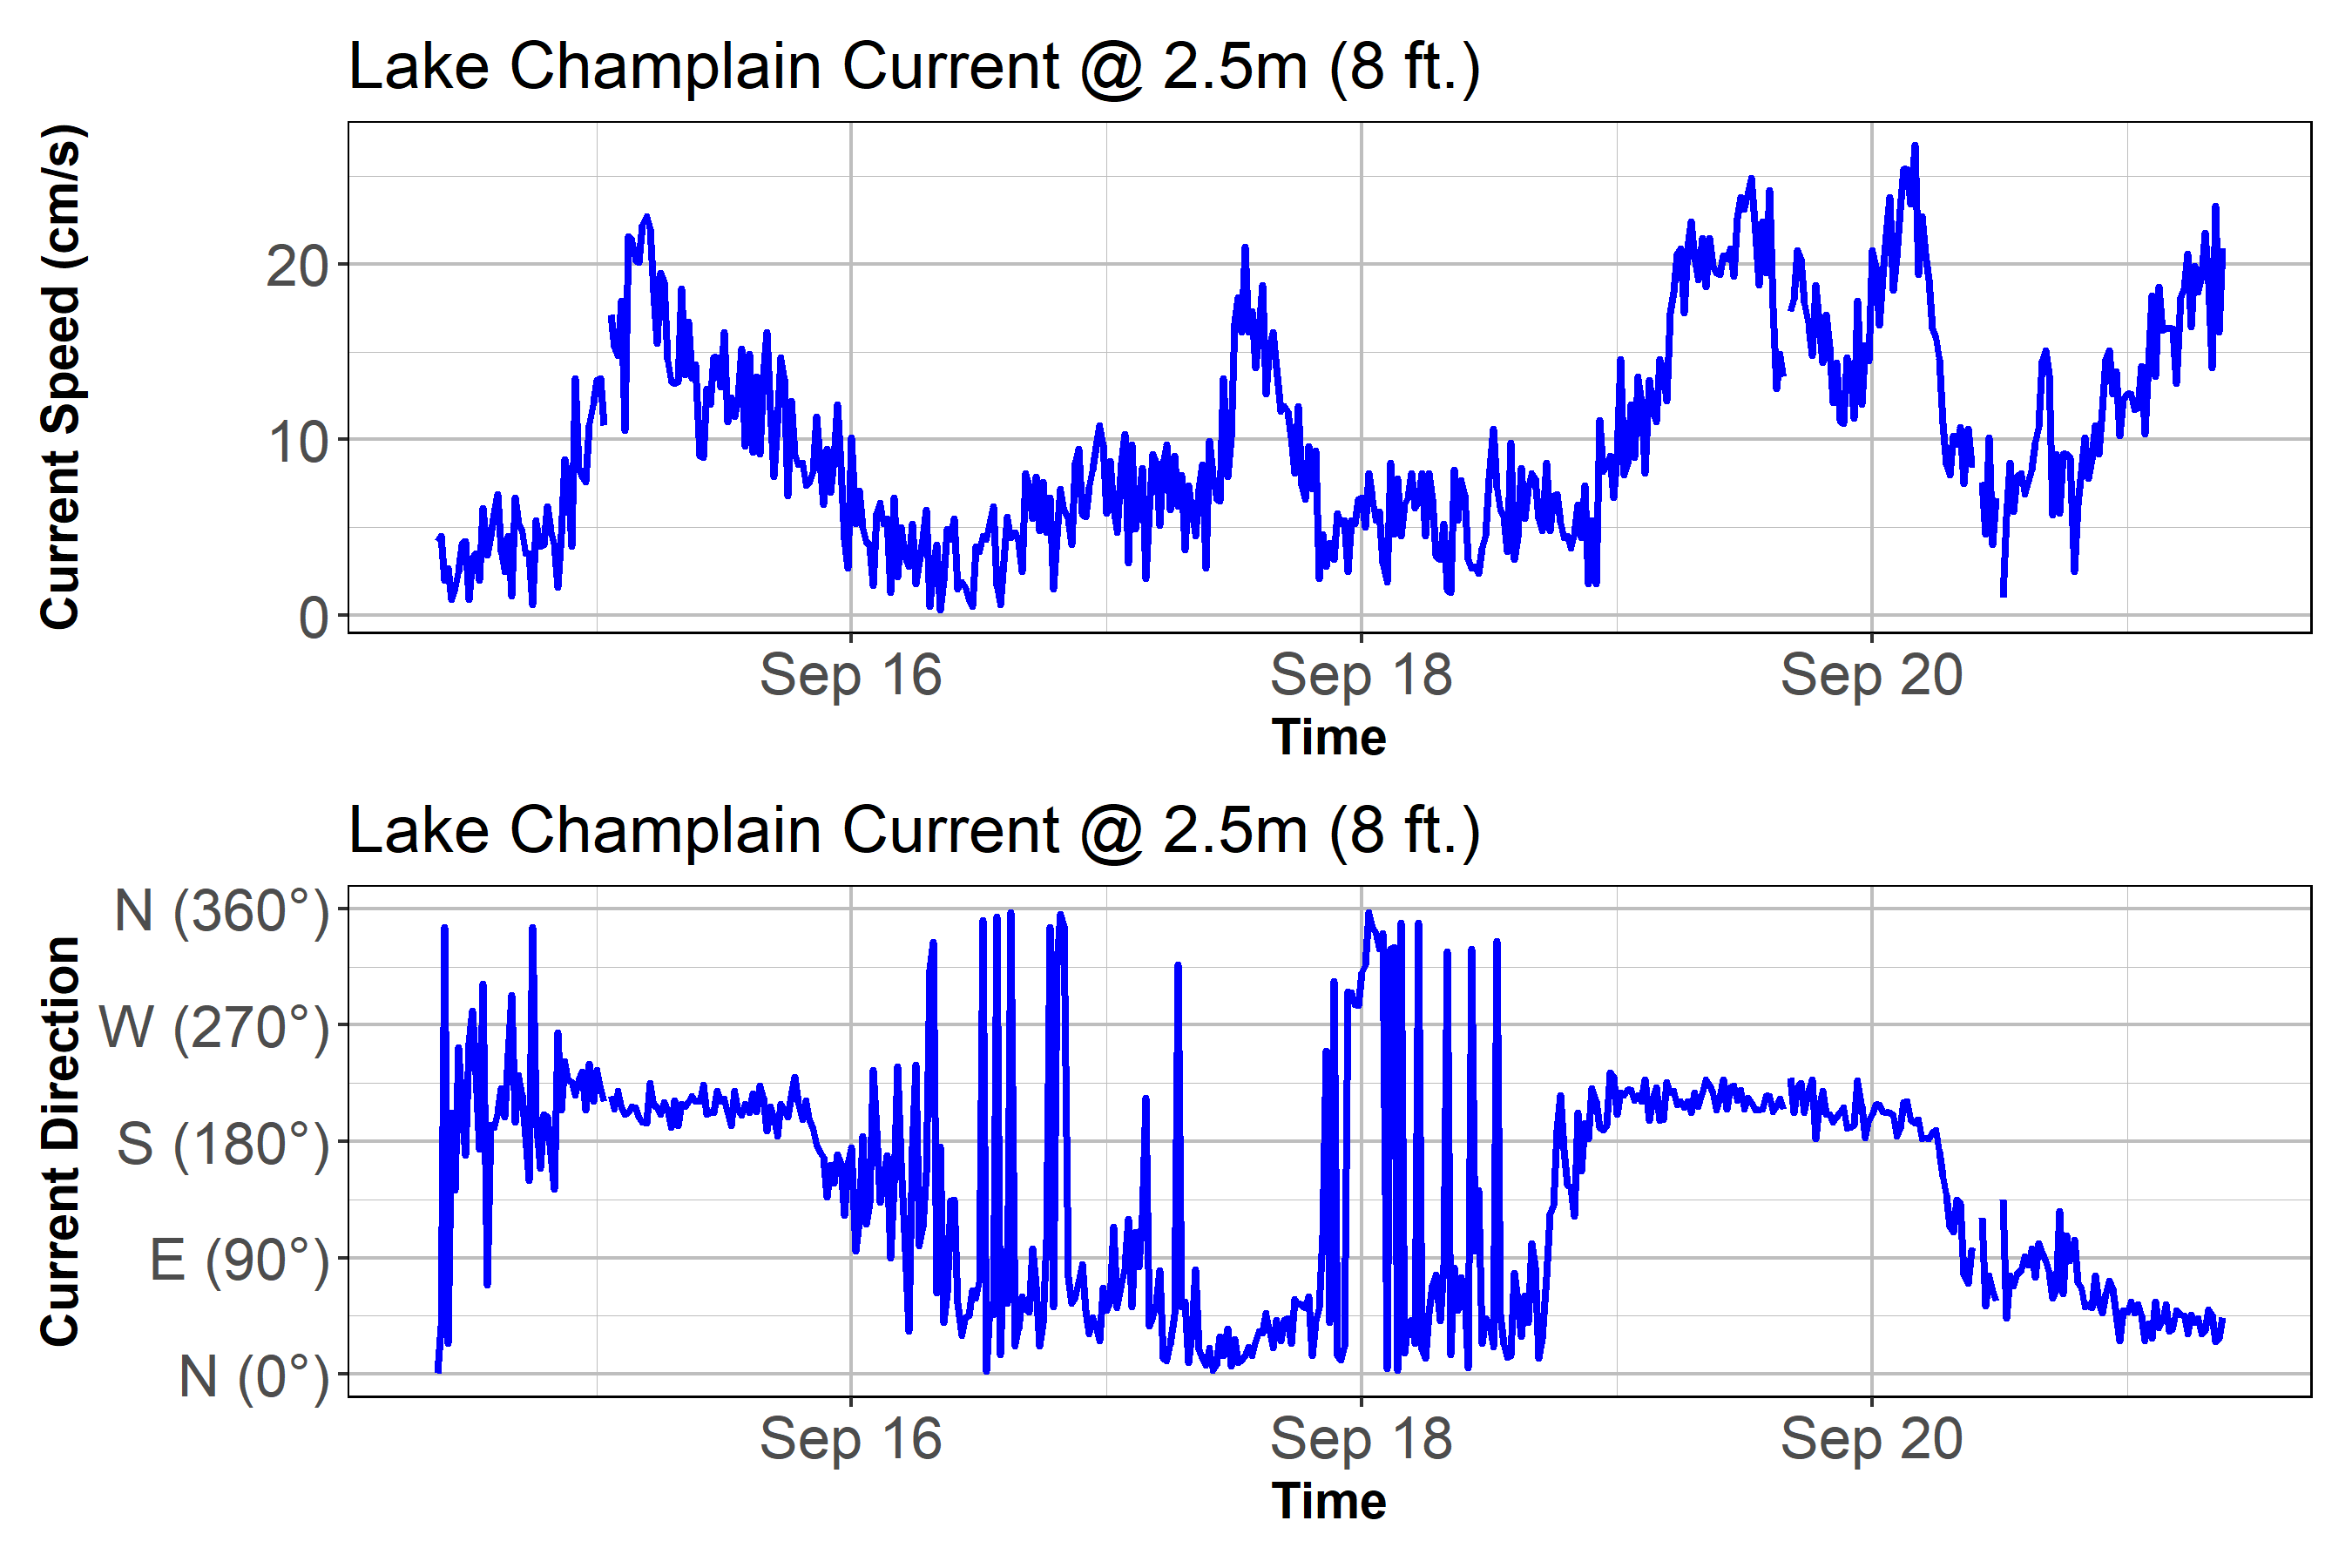 Lake Champlain Current @ 2.5m (8 ft.)
Current Speed (cm/s)
20
10
0
Sep 16 Sep 18 Sep 20
Time
Lake Champlain Current @ 2.5m (8 ft.)
Current Direction
N (360°)
W (270°)
S (180°)
E (90°)
N (0°)
Sep 16 Sep 18 Sep 20
Time